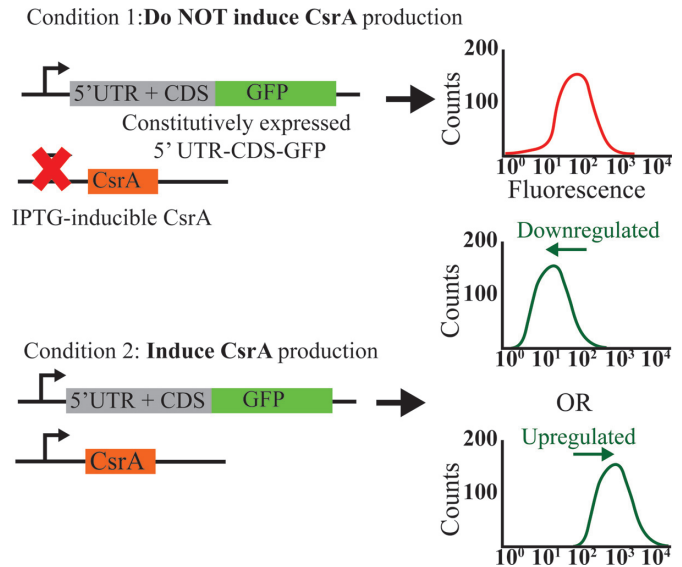 Condition 1:Do NOT induce CsrA production
5'UTR + CDS GFP
Constitutively expressed
5' UTR-CDS-GFP
CsrA
IPTG-inducible CsrA
200
100
Counts
10⁰ 10¹ 10² 10³ 10⁴
Fluorescence
Downregulated
200
100
Counts
10⁰ 10¹ 10² 10³ 10⁴
Condition 2: Induce CsrA production
5'UTR + CDS GFP
CsrA
OR
Upregulated
200
100
Counts
10⁰ 10¹ 10² 10³ 10⁴